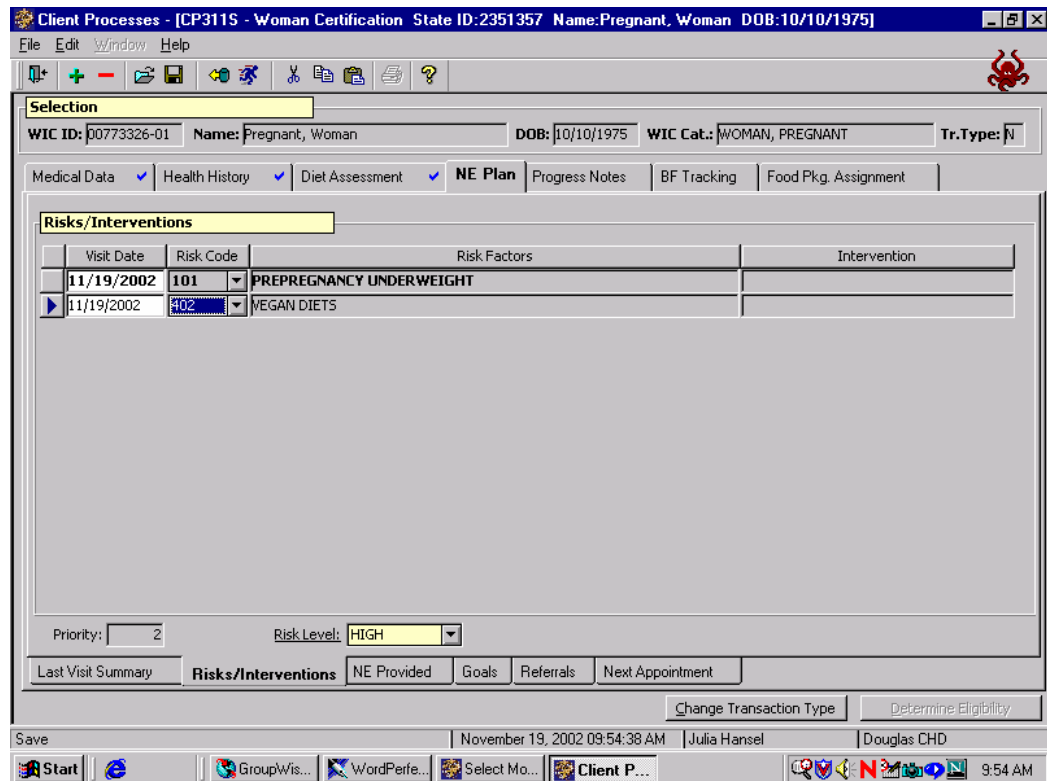 Client Processes - [CP311S - Woman Certification State ID:2351357 Name:Pregnant, Woman DOB:10/10/1975]
File Edit Window Help
Selection
WIC ID: 00773326-01 Name: Pregnant, Woman DOB: 10/10/1975 WIC Cat.: WOMAN, PREGNANT Tr.Type: N
Medical Data Health History Diet Assessment NE Plan Progress Notes BF Tracking Food Pkg. Assignment
Risks/Interventions
Visit Date Risk Code Risk Factors Intervention
11/19/2002 101 PREPREGNANCY UNDERWEIGHT
11/19/2002 402 VEGAN DIETS
Priority: 2 Risk Level: HIGH
Last Visit Summary Risks/Interventions NE Provided Goals Referrals Next Appointment
Change Transaction Type Determine Eligibility
Save November 19, 2002 09:54:38 AM Julia Hansel Douglas CHD
Start GroupWis... WordPerfe... Select Mo... Client P... N N 9:54 AM